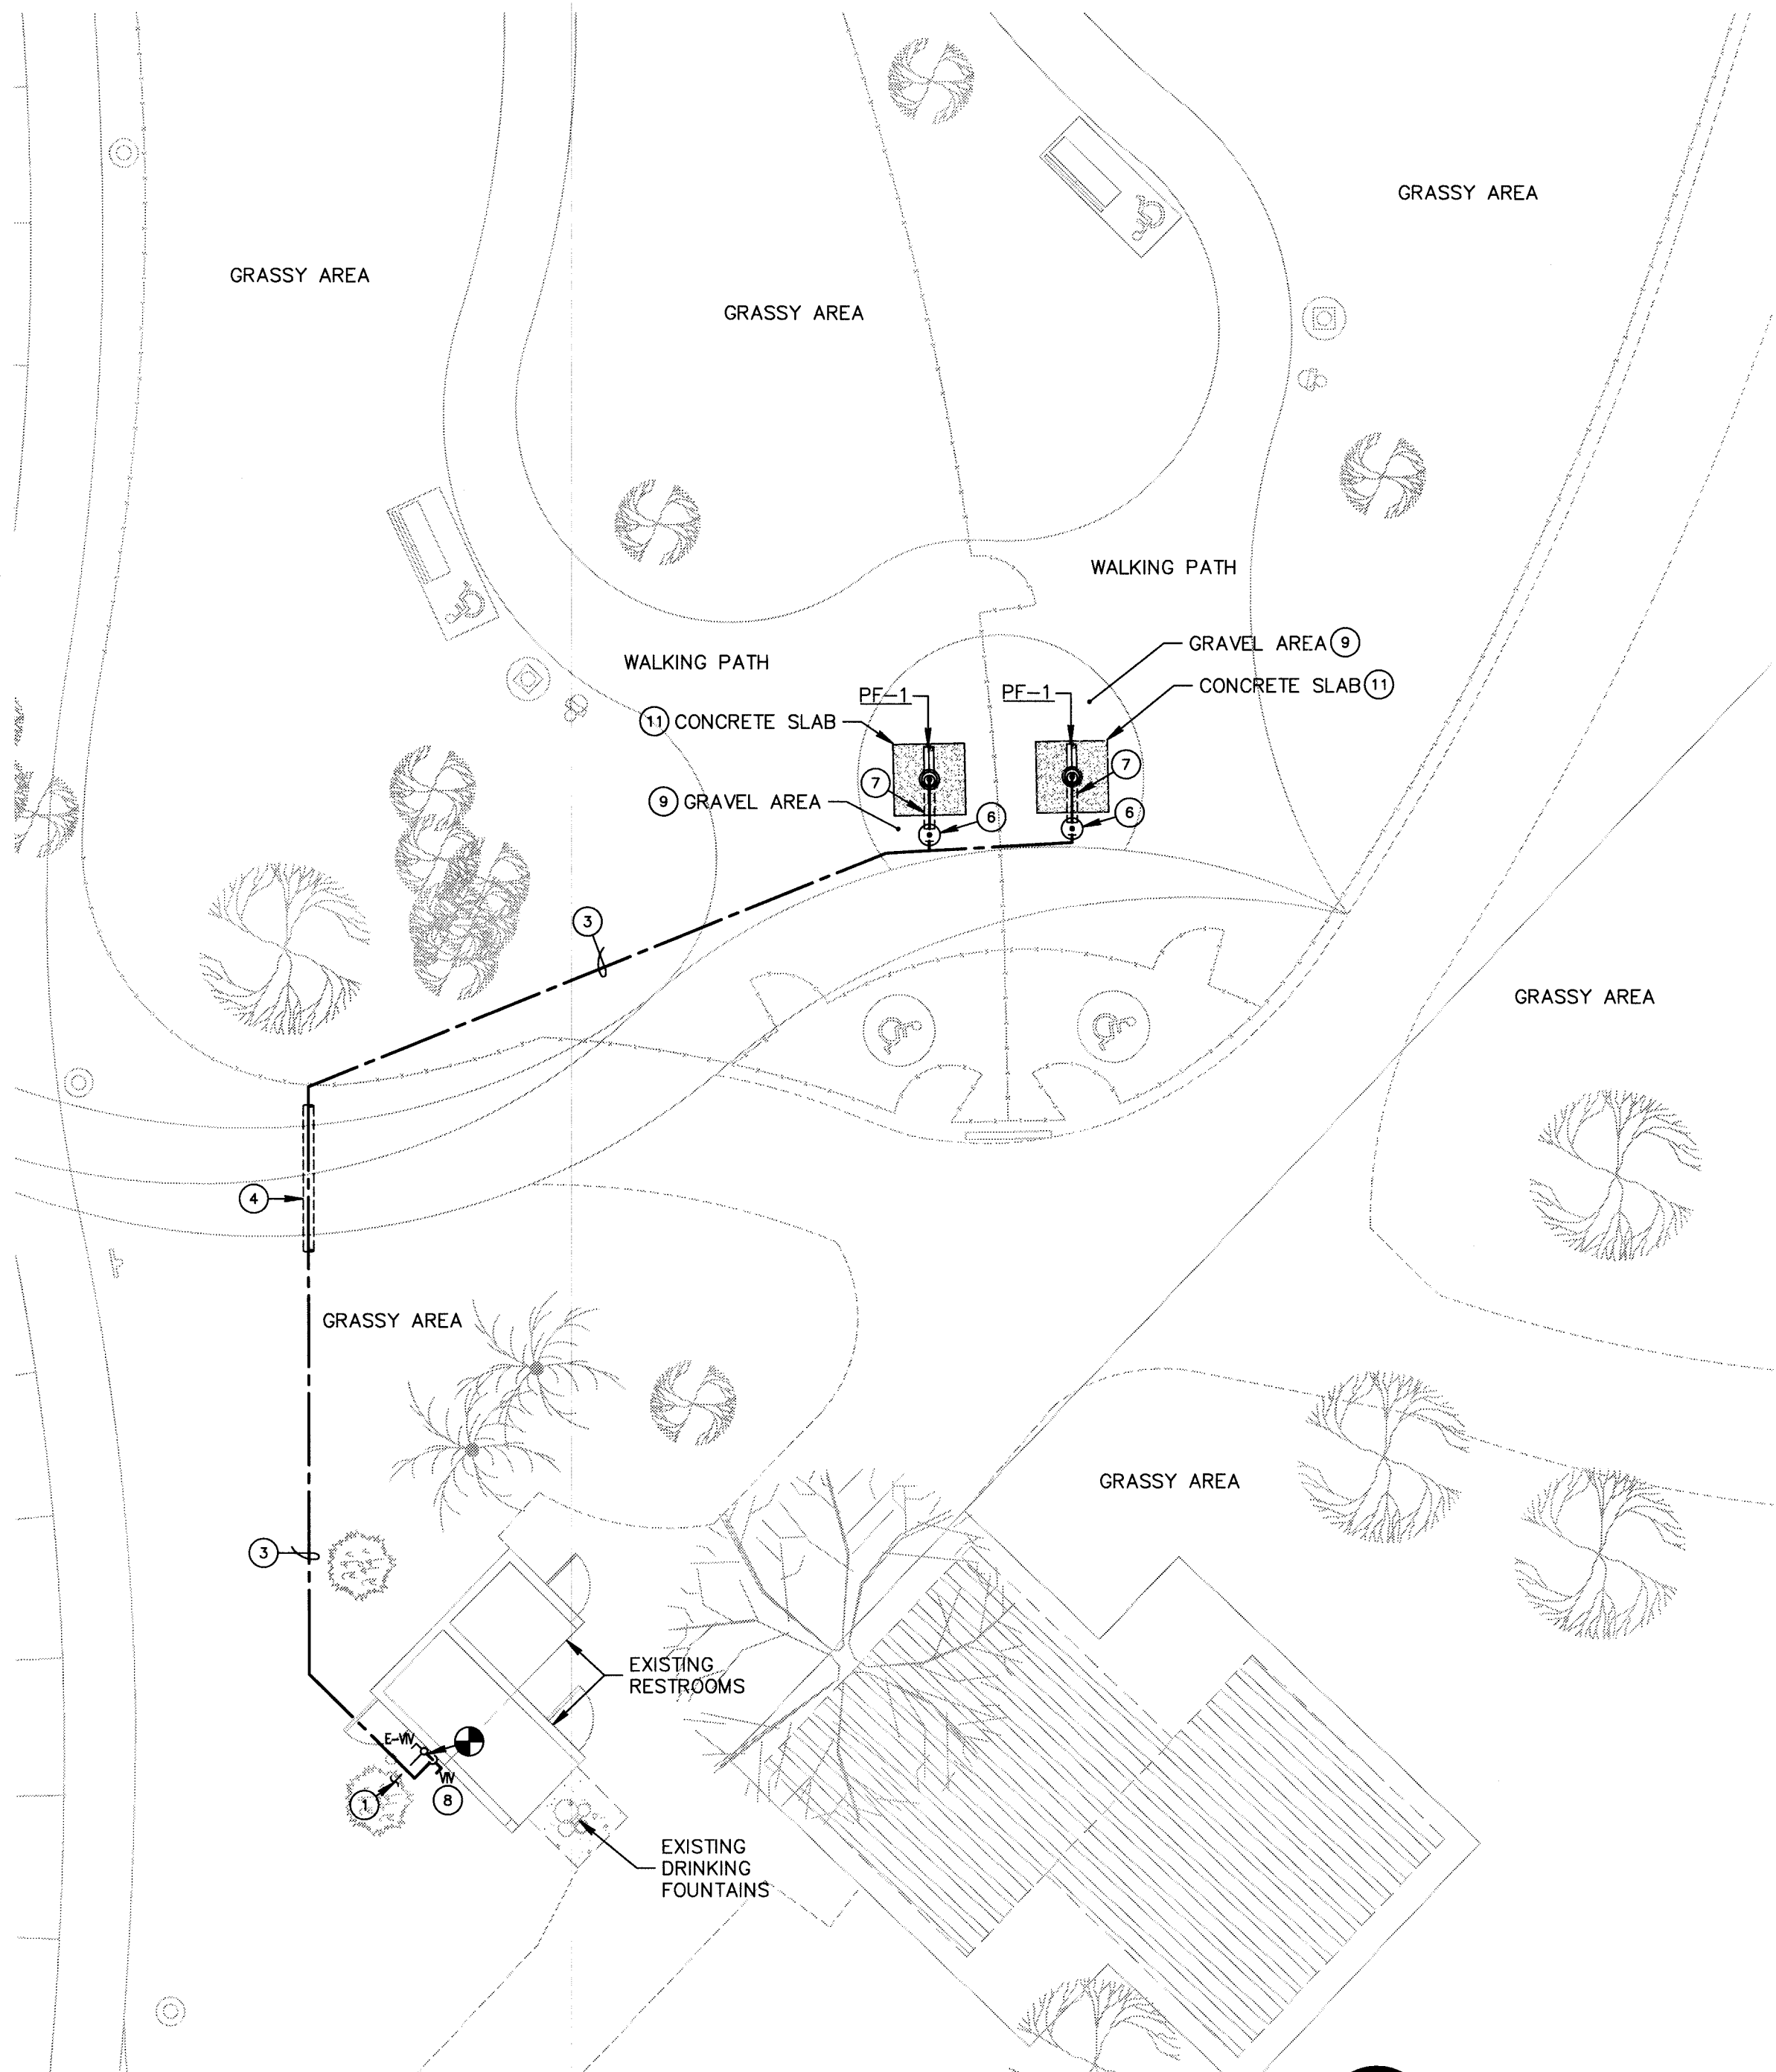 GRASSY AREA
GRASSY AREA
GRASSY AREA
WALKING PATH
GRAVEL AREA 9
WALKING PATH
CONCRETE SLAB 11
PF-1
PF-1
11 CONCRETE SLAB
7
7
9 GRAVEL AREA
6
6
3
GRASSY AREA
4
GRASSY AREA
GRASSY AREA
3
EXISTING
RESTROOMS
E-VIV
VIV
1
8
EXISTING
DRINKING
FOUNTAINS